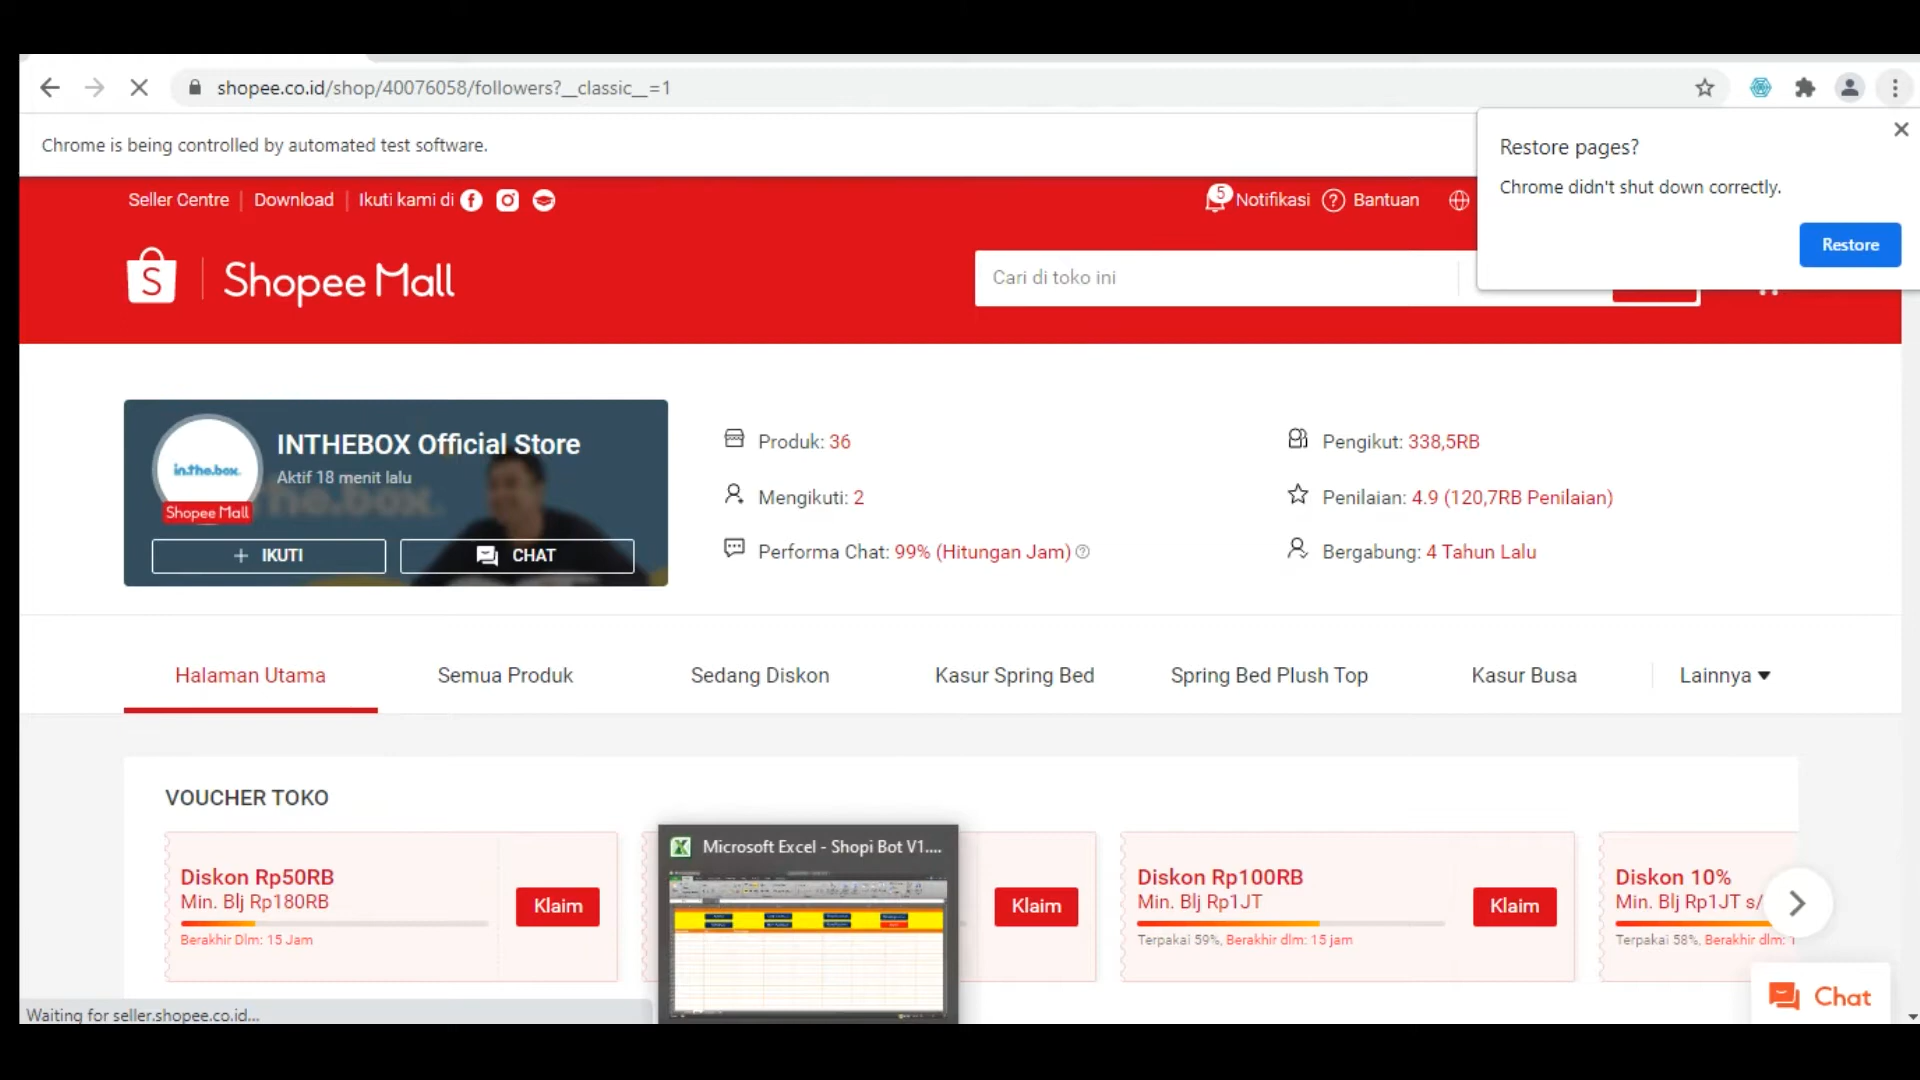 shopee.co.id/shop/40076058/followers?__classic__=1
Chrome is being controlled by automated test software.
Restore pages?
Chrome didn't shut down correctly.
Restore
Seller Centre
Download
Ikuti kami di
5
Notifikasi
Bantuan
Shopee Mall
Cari di toko ini
in.the.box.
Shopee Mall
INTHEBOX Official Store
Aktif 18 menit lalu
IKUTI
CHAT
Produk: 36
Mengikuti: 2
Performa Chat: 99% (Hitungan Jam)
Pengikut: 338,5RB
Penilaian: 4.9 (120,7RB Penilaian)
Bergabung: 4 Tahun Lalu
Halaman Utama
Semua Produk
Sedang Diskon
Kasur Spring Bed
Spring Bed Plush Top
Kasur Busa
Lainnya
VOUCHER TOKO
Diskon Rp50RB
Min. Blj Rp180RB
Berakhir Dlm: 15 Jam
Klaim
Microsoft Excel - Shopi Bot V1....
Klaim
Diskon Rp100RB
Min. Blj Rp1JT
Terpakai 59%, Berakhir dlm: 15 jam
Klaim
Diskon 10%
Min. Blj Rp1JT s/
Terpakai 58%, Berakhir dlm: 1
Chat
Waiting for seller.shopee.co.id...